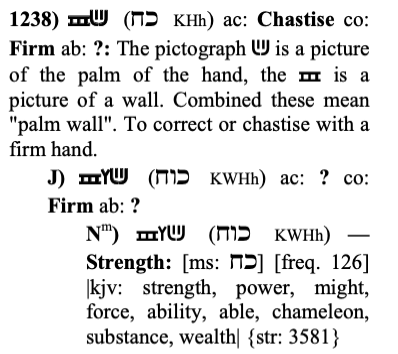 1238) (כח KHh) ac: Chastise co:
Firm ab: ?: The pictograph is a picture
of the palm of the hand, the is a
picture of a wall. Combined these mean
"palm wall". To correct or chastise with a
firm hand.
J) (כוח KWHh) ac: ? co:
Firm ab: ?
Nᵐ) (כוח KWHh) —
Strength: [ms: כח] [freq. 126]
|kjv: strength, power, might,
force, ability, able, chameleon,
substance, wealth| {str: 3581}